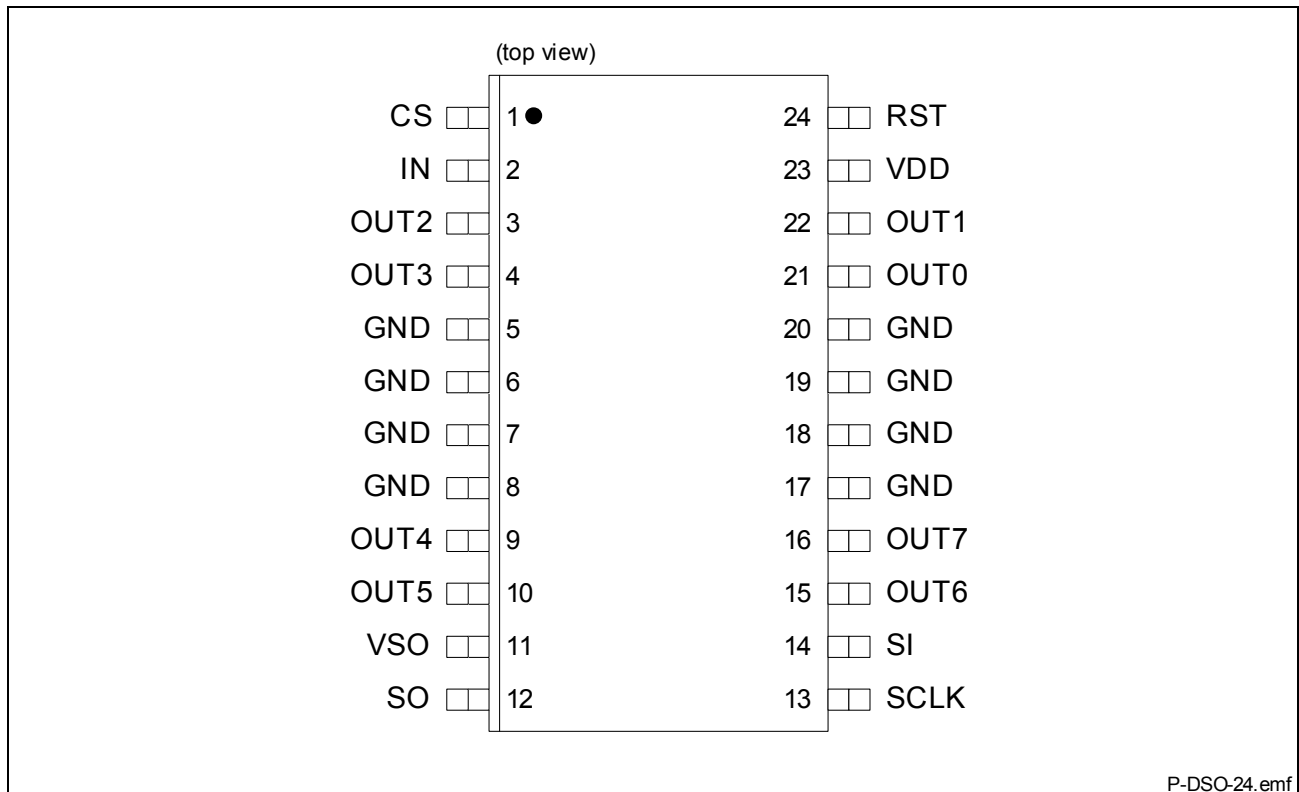 (top view)
CS 1 24 RST
IN 2 23 VDD
OUT2 3 22 OUT1
OUT3 4 21 OUT0
GND 5 20 GND
GND 6 19 GND
GND 7 18 GND
GND 8 17 GND
OUT4 9 16 OUT7
OUT5 10 15 OUT6
VSO 11 14 SI
SO 12 13 SCLK
P-DSO-24.emf